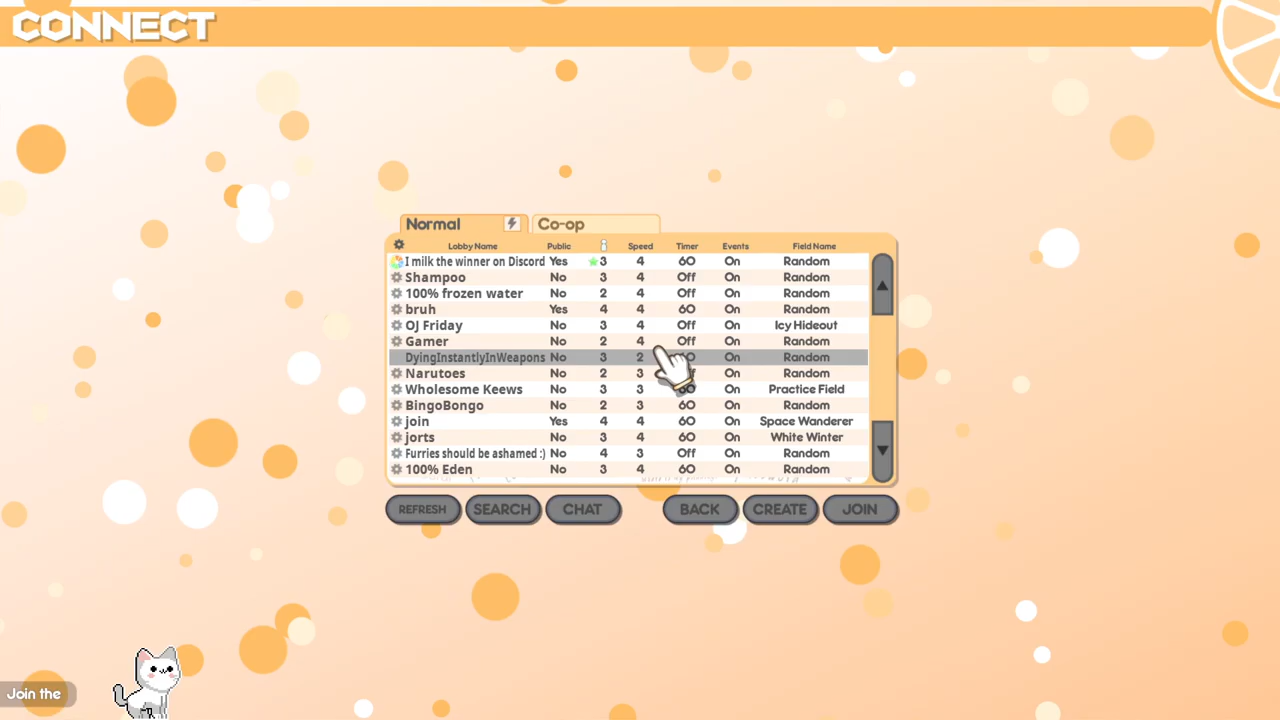 CONNECT
Normal Co-op
Lobby Name Public Speed Timer Events Field Name
I milk the winner on Discord Yes 3 4 60 On Random
Shampoo No 3 4 Off On Random
100% frozen water No 2 4 Off On Random
bruh Yes 4 4 60 On Random
OJ Friday No 3 4 Off On Icy Hideout
Gamer No 2 4 Off On Random
DyingInstantlyInWeapons No 3 2 On Random
Narutoes No 2 3 On Random
Wholesome Keews No 3 3 60 On Practice Field
BingoBongo No 2 3 60 On Random
join Yes 4 4 60 On Space Wanderer
jorts No 3 4 60 On White Winter
Furries should be ashamed :) No 4 3 Off On Random
100% Eden No 3 4 60 On Random
REFRESH SEARCH CHAT BACK CREATE JOIN
Join the